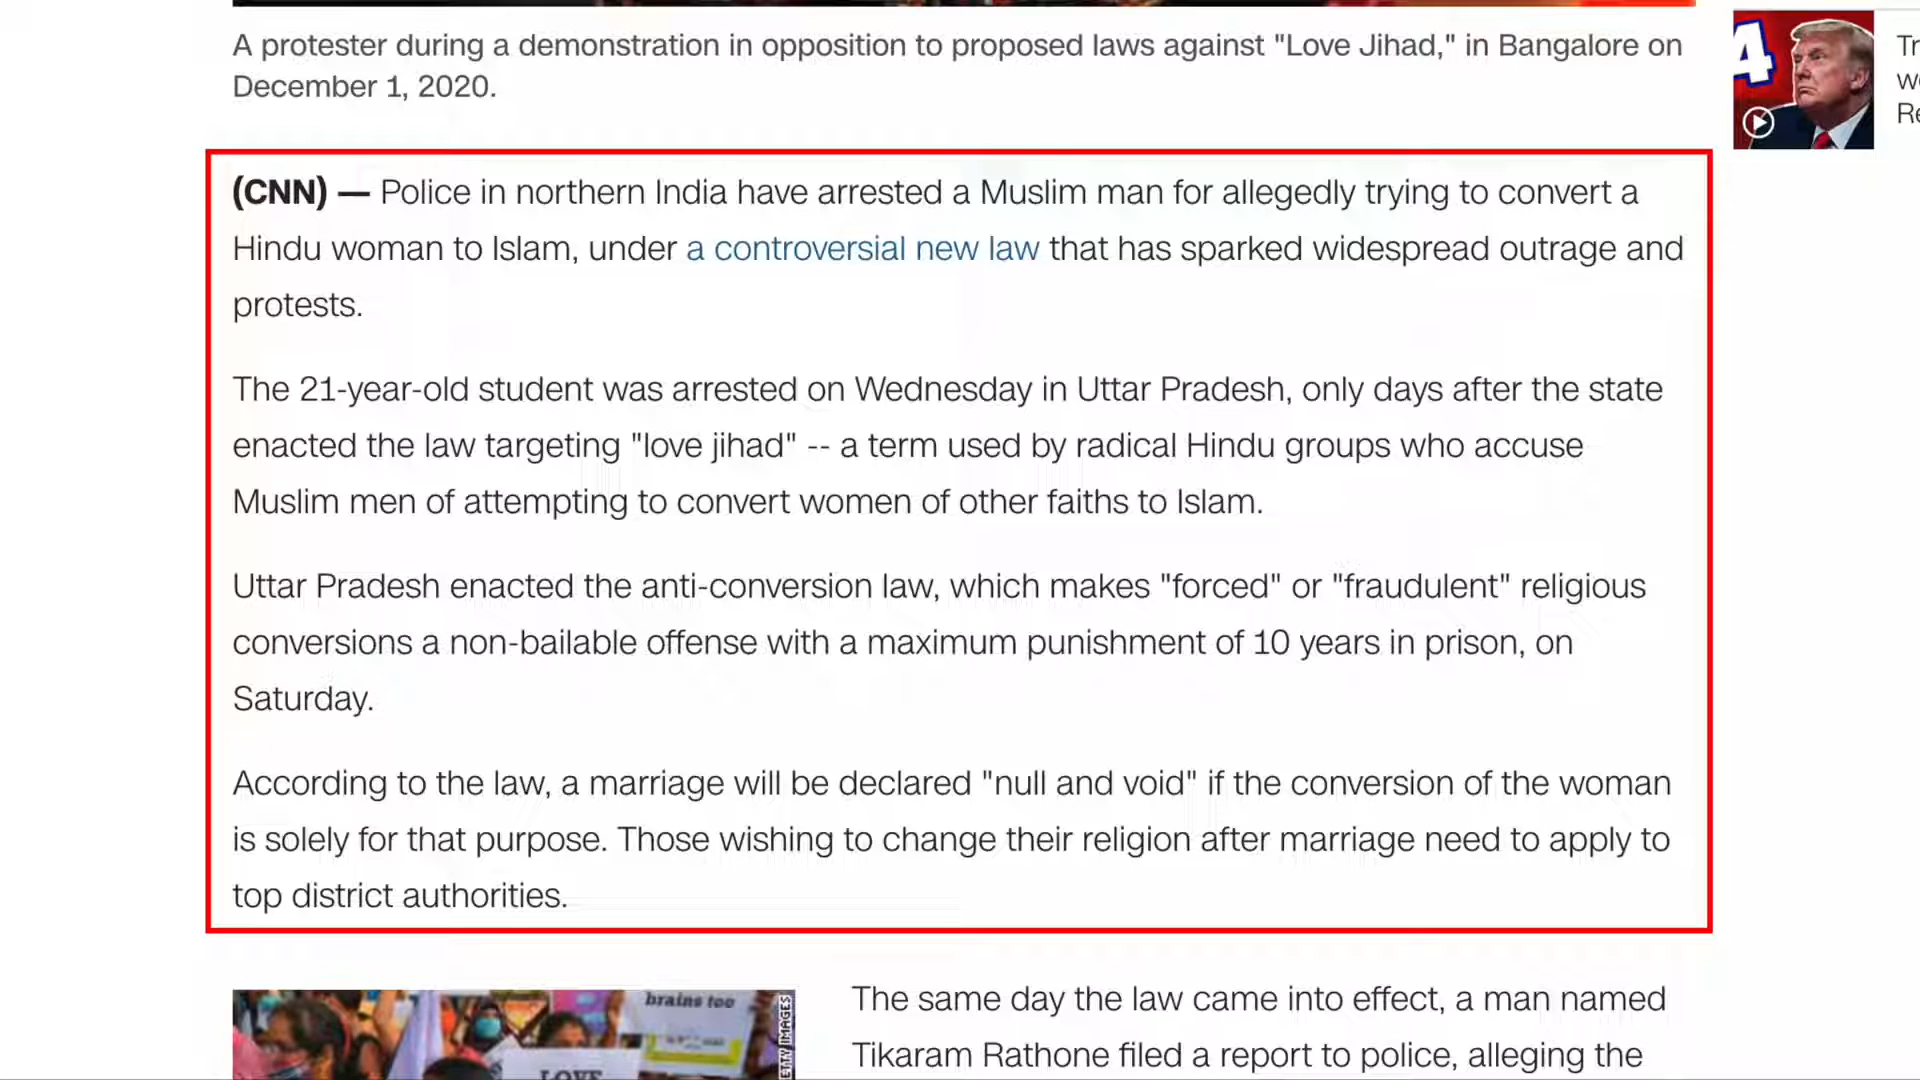 A protester during a demonstration in opposition to proposed laws against "Love Jihad," in Bangalore on
December 1, 2020.
4
Tr
we
Re
(CNN) — Police in northern India have arrested a Muslim man for allegedly trying to convert a
Hindu woman to Islam, under a controversial new law that has sparked widespread outrage and
protests.
The 21-year-old student was arrested on Wednesday in Uttar Pradesh, only days after the state
enacted the law targeting "love jihad" -- a term used by radical Hindu groups who accuse
Muslim men of attempting to convert women of other faiths to Islam.
Uttar Pradesh enacted the anti-conversion law, which makes "forced" or "fraudulent" religious
conversions a non-bailable offense with a maximum punishment of 10 years in prison, on
Saturday.
According to the law, a marriage will be declared "null and void" if the conversion of the woman
is solely for that purpose. Those wishing to change their religion after marriage need to apply to
top district authorities.
brains too
LOVE
ETTY IMAGES
The same day the law came into effect, a man named
Tikaram Rathone filed a report to police, alleging the